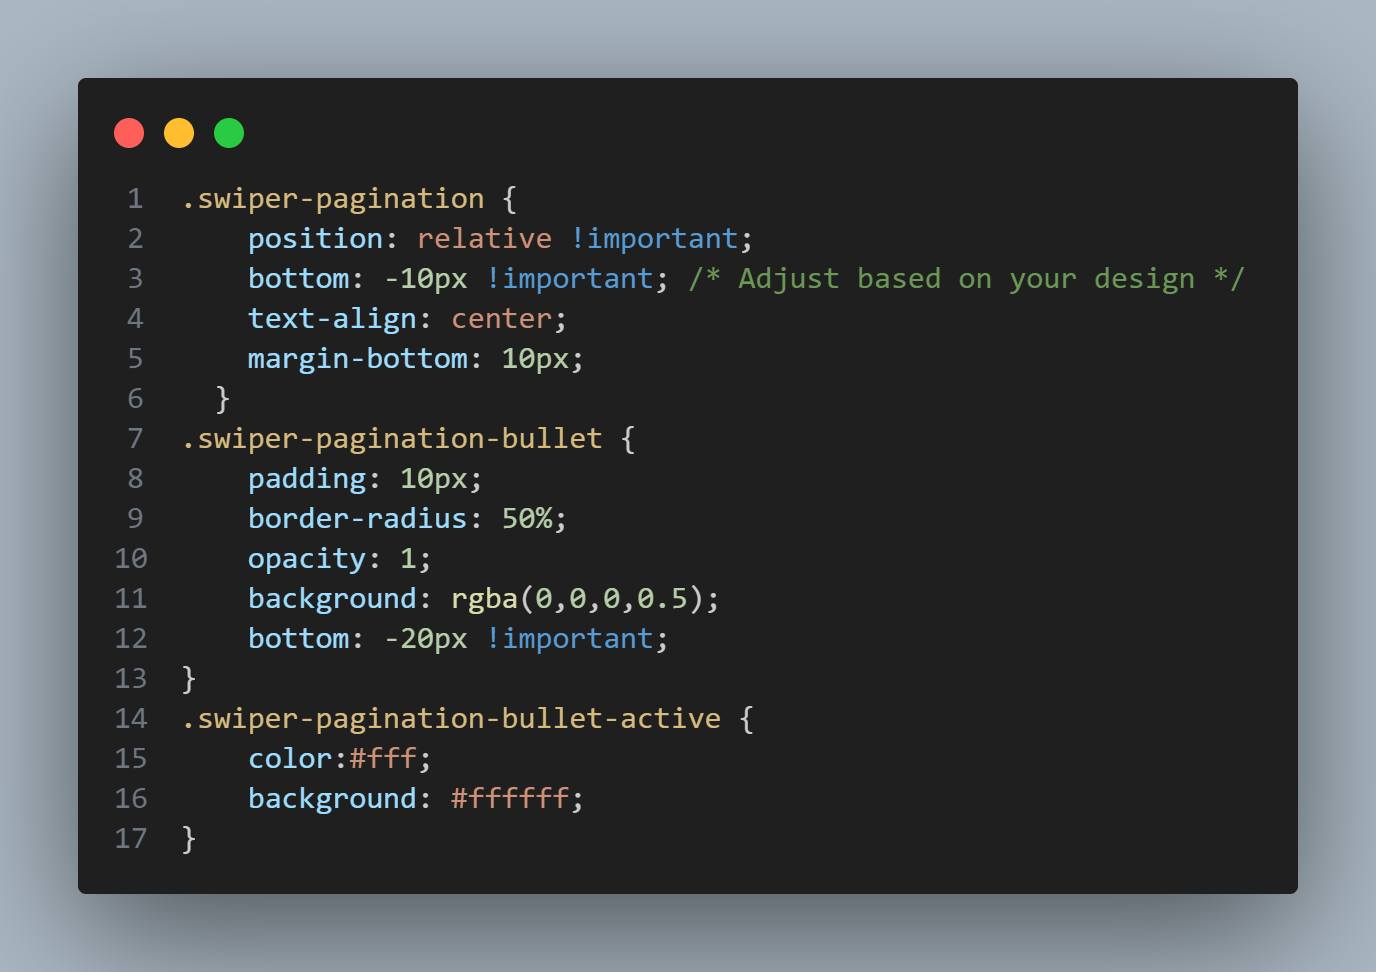 1 .swiper-pagination {
2     position: relative !important;
3     bottom: -10px !important; /* Adjust based on your design */
4     text-align: center;
5     margin-bottom: 10px;
6   }
7 .swiper-pagination-bullet {
8     padding: 10px;
9     border-radius: 50%;
10     opacity: 1;
11     background: rgba(0,0,0,0.5);
12     bottom: -20px !important;
13 }
14 .swiper-pagination-bullet-active {
15     color:#fff;
16     background: #ffffff;
17 }